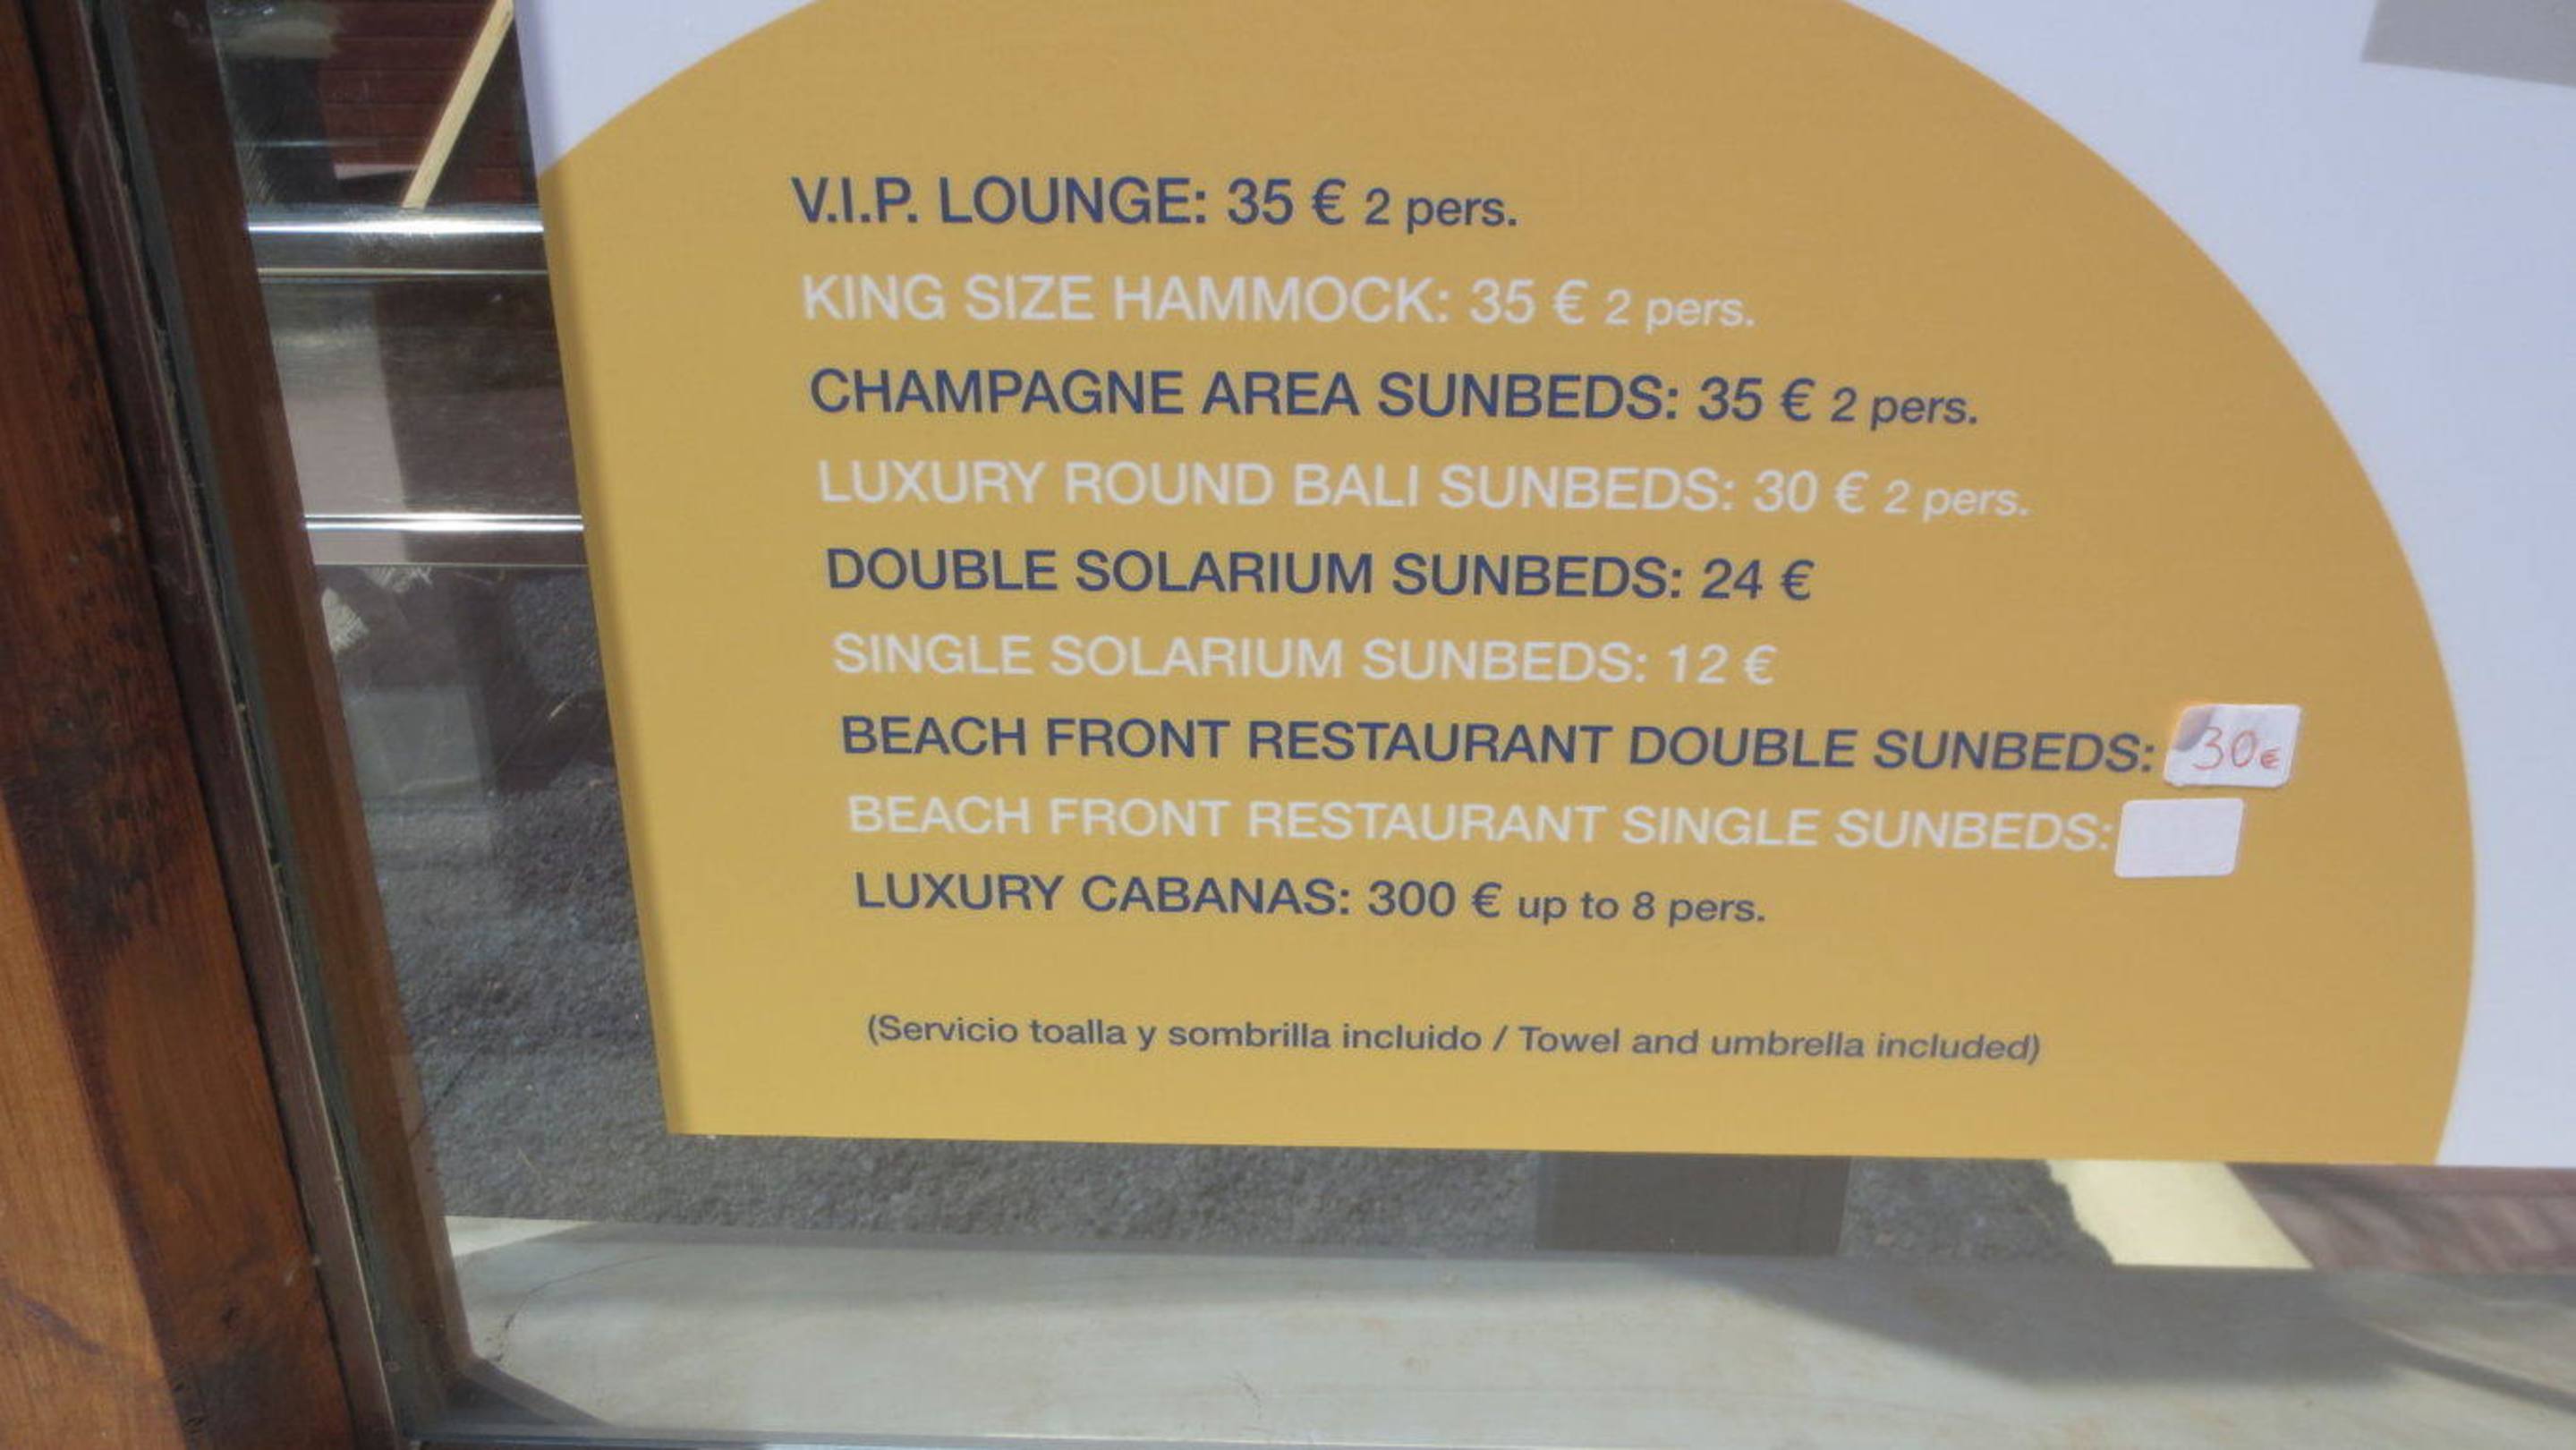 V.I.P. LOUNGE: 35 € 2 pers.
KING SIZE HAMMOCK: 35 € 2 pers.
CHAMPAGNE AREA SUNBEDS: 35 € 2 pers.
LUXURY ROUND BALI SUNBEDS: 30 € 2 pers.
DOUBLE SOLARIUM SUNBEDS: 24 €
SINGLE SOLARIUM SUNBEDS: 12 €
BEACH FRONT RESTAURANT DOUBLE SUNBEDS: 30€
BEACH FRONT RESTAURANT SINGLE SUNBEDS:
LUXURY CABANAS: 300 € up to 8 pers.
(Servicio toalla y sombrilla incluido / Towel and umbrella included)